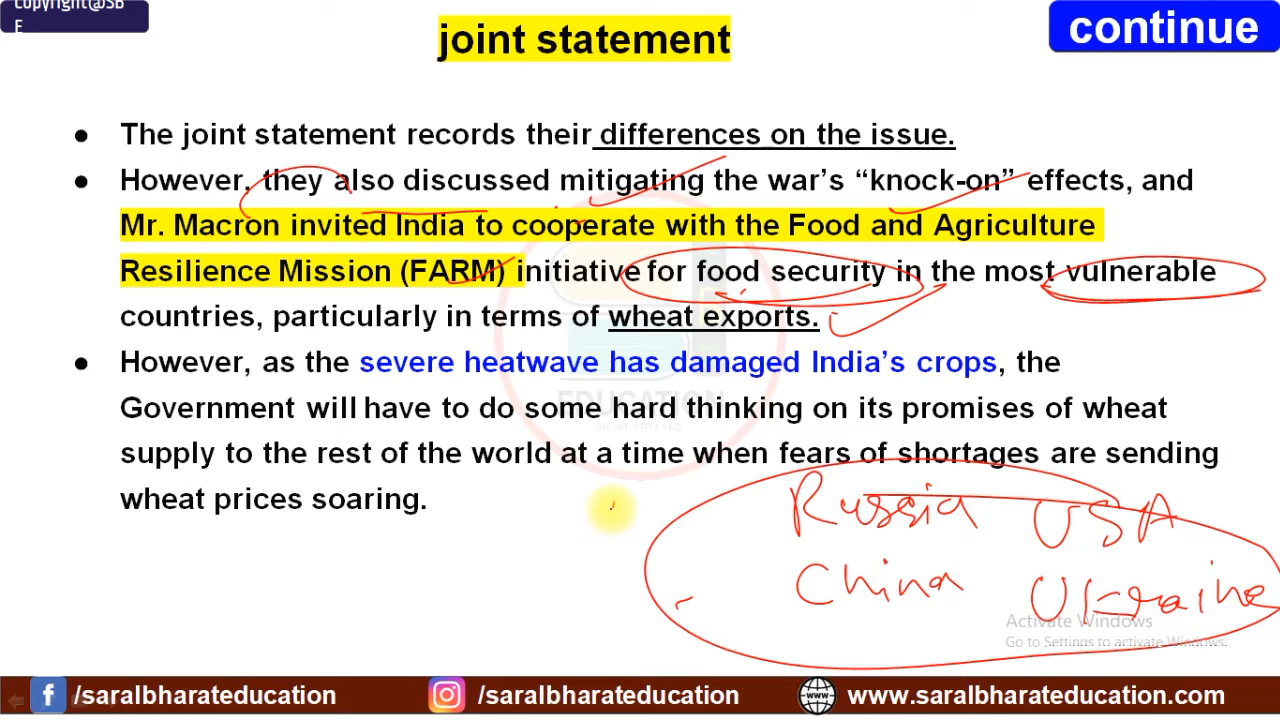 Copyright@SB
E
joint statement
continue
● The joint statement records their differences on the issue.
● However, they also discussed mitigating the war’s “knock-on” effects, and
Mr. Macron invited India to cooperate with the Food and Agriculture
Resilience Mission (FARM) initiative for food security in the most vulnerable
countries, particularly in terms of wheat exports.
● However, as the severe heatwave has damaged India’s crops, the
Government will have to do some hard thinking on its promises of wheat
supply to the rest of the world at a time when fears of shortages are sending
wheat prices soaring.
EDUCATION
Russia USA
China Ukraine
Activate Windows
Go to Settings to activate Windows.
/saralbharateducation /saralbharateducation www.saralbharateducation.com